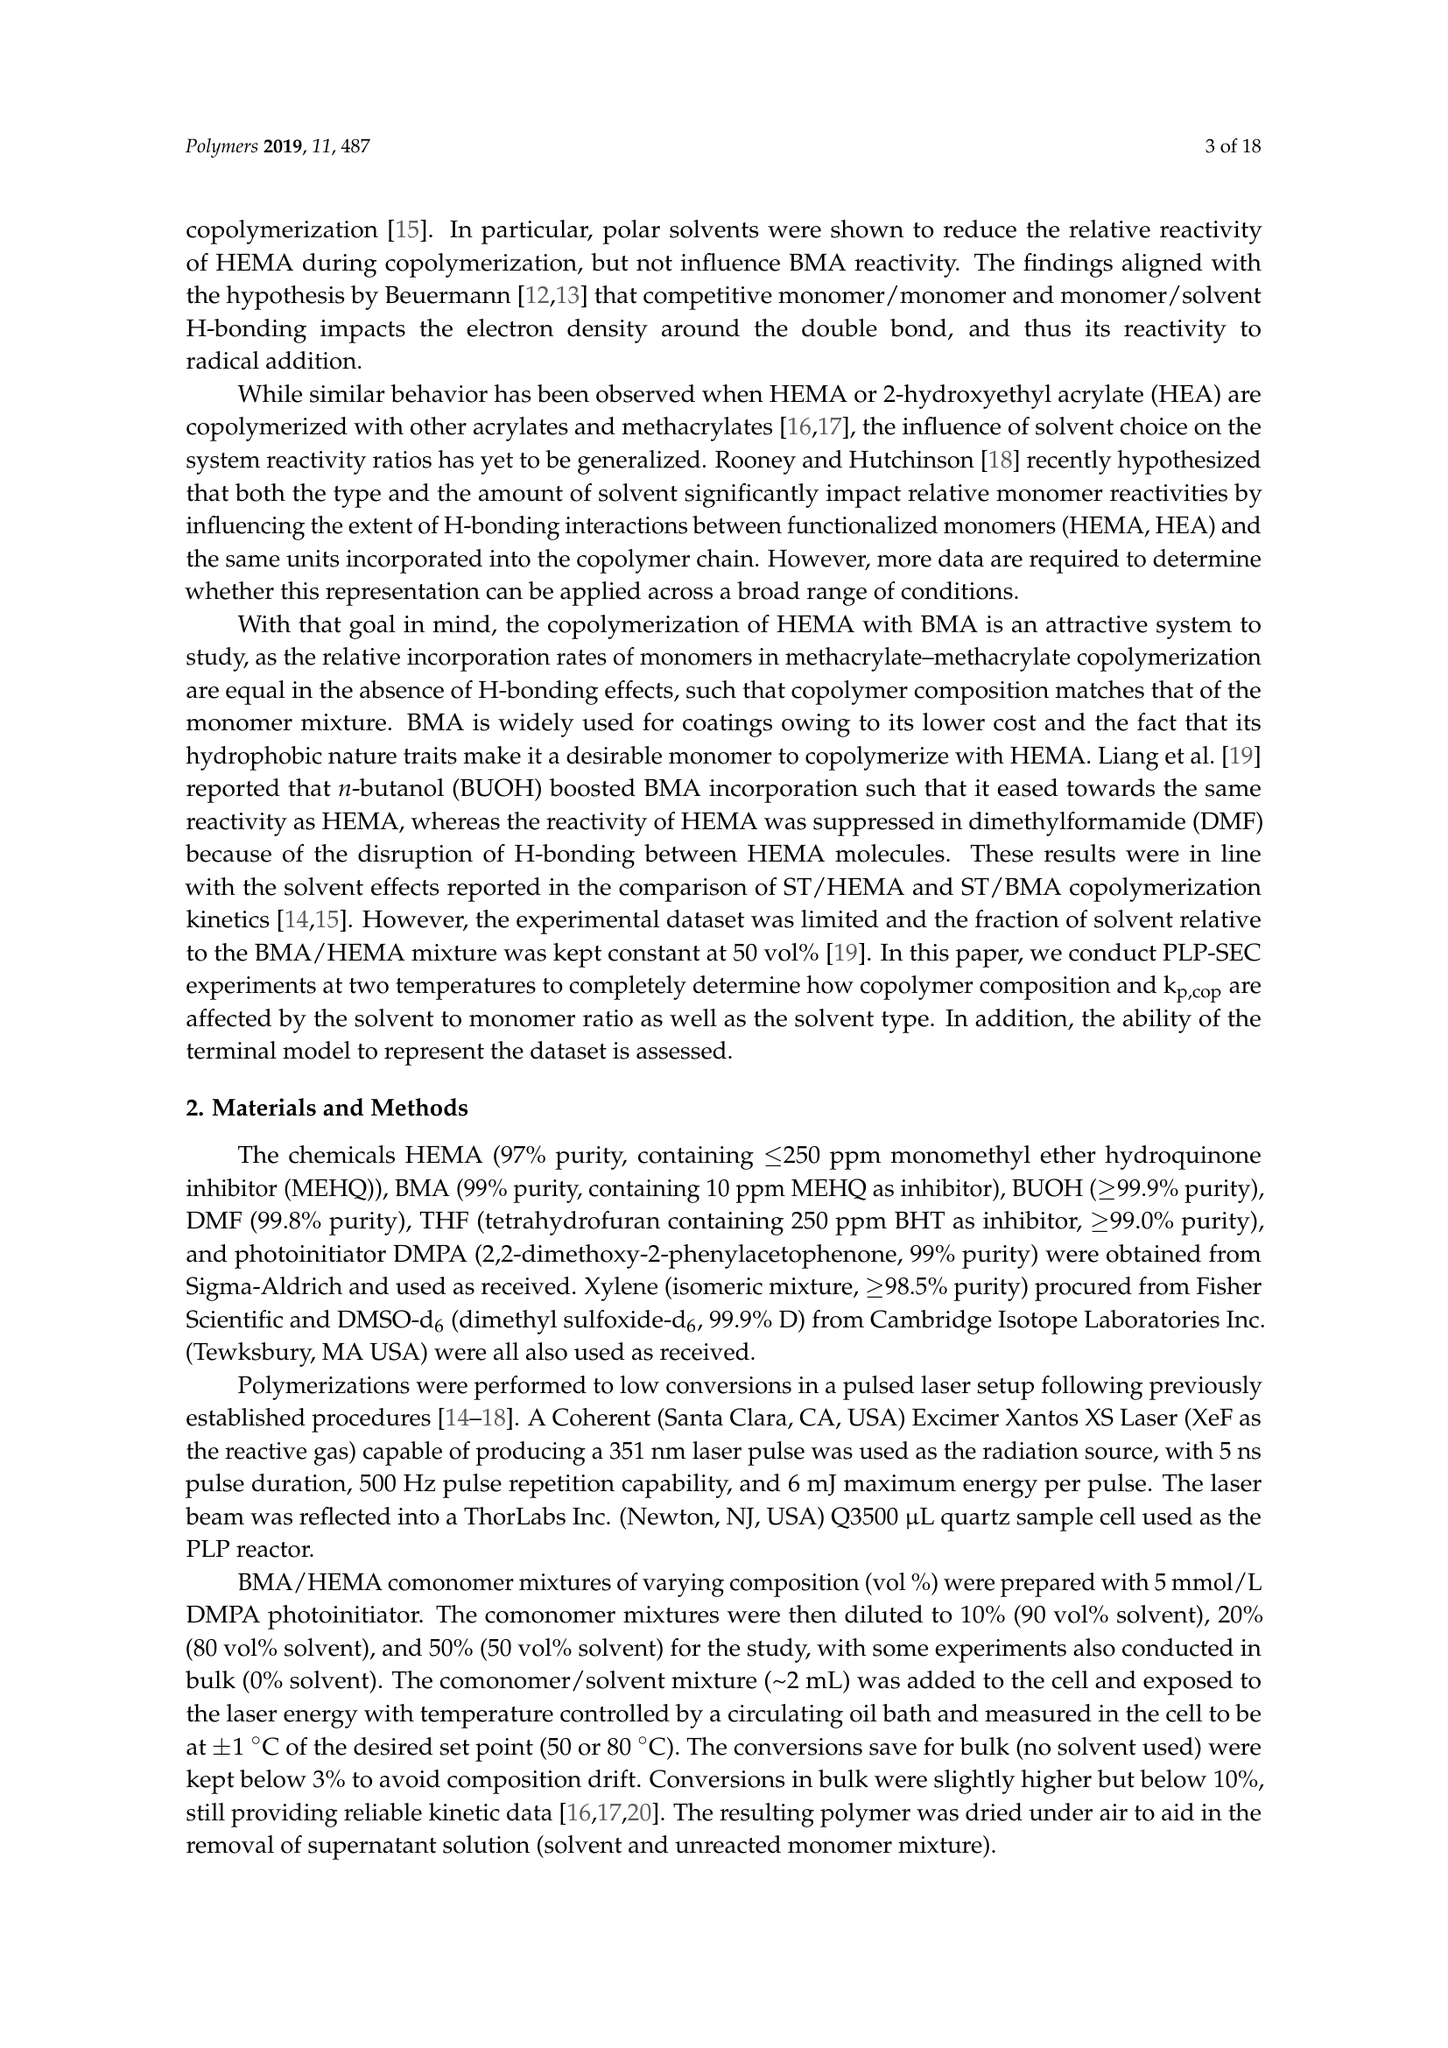 Polymers 2019, 11, 487
3 of 18
copolymerization [15]. In particular, polar solvents were shown to reduce the relative reactivity
of HEMA during copolymerization, but not influence BMA reactivity. The findings aligned with
the hypothesis by Beuermann [12,13] that competitive monomer/monomer and monomer/solvent
H-bonding impacts the electron density around the double bond, and thus its reactivity to
radical addition.
While similar behavior has been observed when HEMA or 2-hydroxyethyl acrylate (HEA) are
copolymerized with other acrylates and methacrylates [16,17], the influence of solvent choice on the
system reactivity ratios has yet to be generalized. Rooney and Hutchinson [18] recently hypothesized
that both the type and the amount of solvent significantly impact relative monomer reactivities by
influencing the extent of H-bonding interactions between functionalized monomers (HEMA, HEA) and
the same units incorporated into the copolymer chain. However, more data are required to determine
whether this representation can be applied across a broad range of conditions.
With that goal in mind, the copolymerization of HEMA with BMA is an attractive system to
study, as the relative incorporation rates of monomers in methacrylate–methacrylate copolymerization
are equal in the absence of H-bonding effects, such that copolymer composition matches that of the
monomer mixture. BMA is widely used for coatings owing to its lower cost and the fact that its
hydrophobic nature traits make it a desirable monomer to copolymerize with HEMA. Liang et al. [19]
reported that n-butanol (BUOH) boosted BMA incorporation such that it eased towards the same
reactivity as HEMA, whereas the reactivity of HEMA was suppressed in dimethylformamide (DMF)
because of the disruption of H-bonding between HEMA molecules. These results were in line
with the solvent effects reported in the comparison of ST/HEMA and ST/BMA copolymerization
kinetics [14,15]. However, the experimental dataset was limited and the fraction of solvent relative
to the BMA/HEMA mixture was kept constant at 50 vol% [19]. In this paper, we conduct PLP-SEC
experiments at two temperatures to completely determine how copolymer composition and kp,cop are
affected by the solvent to monomer ratio as well as the solvent type. In addition, the ability of the
terminal model to represent the dataset is assessed.
2. Materials and Methods
The chemicals HEMA (97% purity, containing ≤250 ppm monomethyl ether hydroquinone
inhibitor (MEHQ)), BMA (99% purity, containing 10 ppm MEHQ as inhibitor), BUOH (≥99.9% purity),
DMF (99.8% purity), THF (tetrahydrofuran containing 250 ppm BHT as inhibitor, ≥99.0% purity),
and photoinitiator DMPA (2,2-dimethoxy-2-phenylacetophenone, 99% purity) were obtained from
Sigma-Aldrich and used as received. Xylene (isomeric mixture, ≥98.5% purity) procured from Fisher
Scientific and DMSO-d6 (dimethyl sulfoxide-d6, 99.9% D) from Cambridge Isotope Laboratories Inc.
(Tewksbury, MA USA) were all also used as received.
Polymerizations were performed to low conversions in a pulsed laser setup following previously
established procedures [14–18]. A Coherent (Santa Clara, CA, USA) Excimer Xantos XS Laser (XeF as
the reactive gas) capable of producing a 351 nm laser pulse was used as the radiation source, with 5 ns
pulse duration, 500 Hz pulse repetition capability, and 6 mJ maximum energy per pulse. The laser
beam was reflected into a ThorLabs Inc. (Newton, NJ, USA) Q3500 µL quartz sample cell used as the
PLP reactor.
BMA/HEMA comonomer mixtures of varying composition (vol %) were prepared with 5 mmol/L
DMPA photoinitiator. The comonomer mixtures were then diluted to 10% (90 vol% solvent), 20%
(80 vol% solvent), and 50% (50 vol% solvent) for the study, with some experiments also conducted in
bulk (0% solvent). The comonomer/solvent mixture (~2 mL) was added to the cell and exposed to
the laser energy with temperature controlled by a circulating oil bath and measured in the cell to be
at ±1 °C of the desired set point (50 or 80 °C). The conversions save for bulk (no solvent used) were
kept below 3% to avoid composition drift. Conversions in bulk were slightly higher but below 10%,
still providing reliable kinetic data [16,17,20]. The resulting polymer was dried under air to aid in the
removal of supernatant solution (solvent and unreacted monomer mixture).